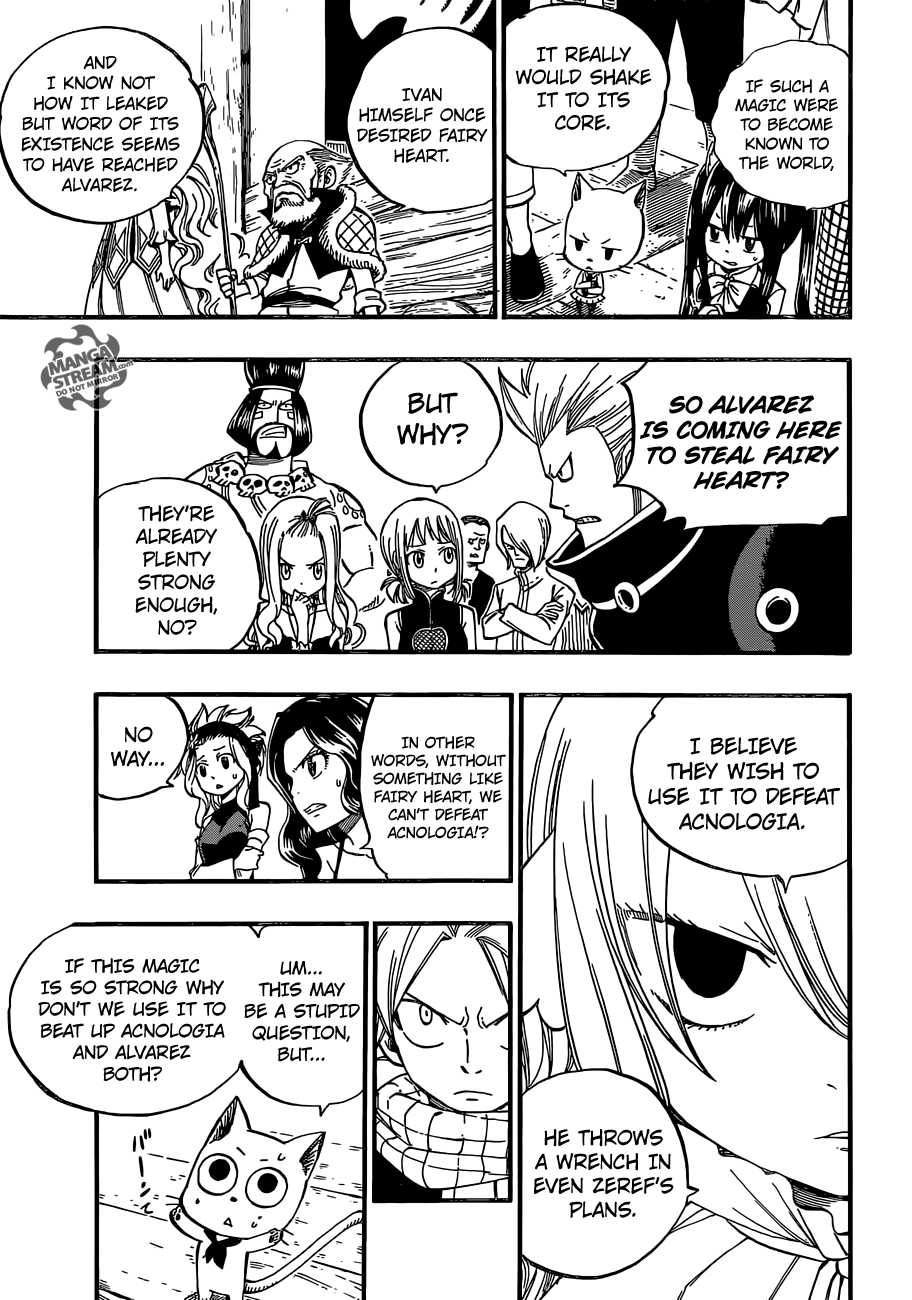 IF SUCH A
MAGIC WERE
TO BECOME
KNOWN TO
THE WORLD,
IT REALLY
WOULD SHAKE
IT TO ITS
CORE.
IVAN
HIMSELF ONCE
DESIRED FAIRY
HEART.
AND
I KNOW NOT
HOW IT LEAKED
BUT WORD OF ITS
EXISTENCE SEEMS
TO HAVE REACHED
ALVAREZ.
MANGA
STREAM.com
DO NOT MIRROR
SO ALVAREZ
IS COMING HERE
TO STEAL FAIRY
HEART?
BUT
WHY?
THEY'RE
ALREADY
PLENTY
STRONG
ENOUGH,
NO?
I BELIEVE
THEY WISH TO
USE IT TO DEFEAT
ACNOLOGIA.
HE THROWS
A WRENCH IN
EVEN ZEREF'S
PLANS.
IN OTHER
WORDS, WITHOUT
SOMETHING LIKE
FAIRY HEART, WE
CAN'T DEFEAT
ACNOLOGIA!?
NO
WAY...
UM...
THIS MAY
BE A STUPID
QUESTION,
BUT...
IF THIS MAGIC
IS SO STRONG WHY
DON'T WE USE IT TO
BEAT UP ACNOLOGIA
AND ALVAREZ
BOTH?
バーン